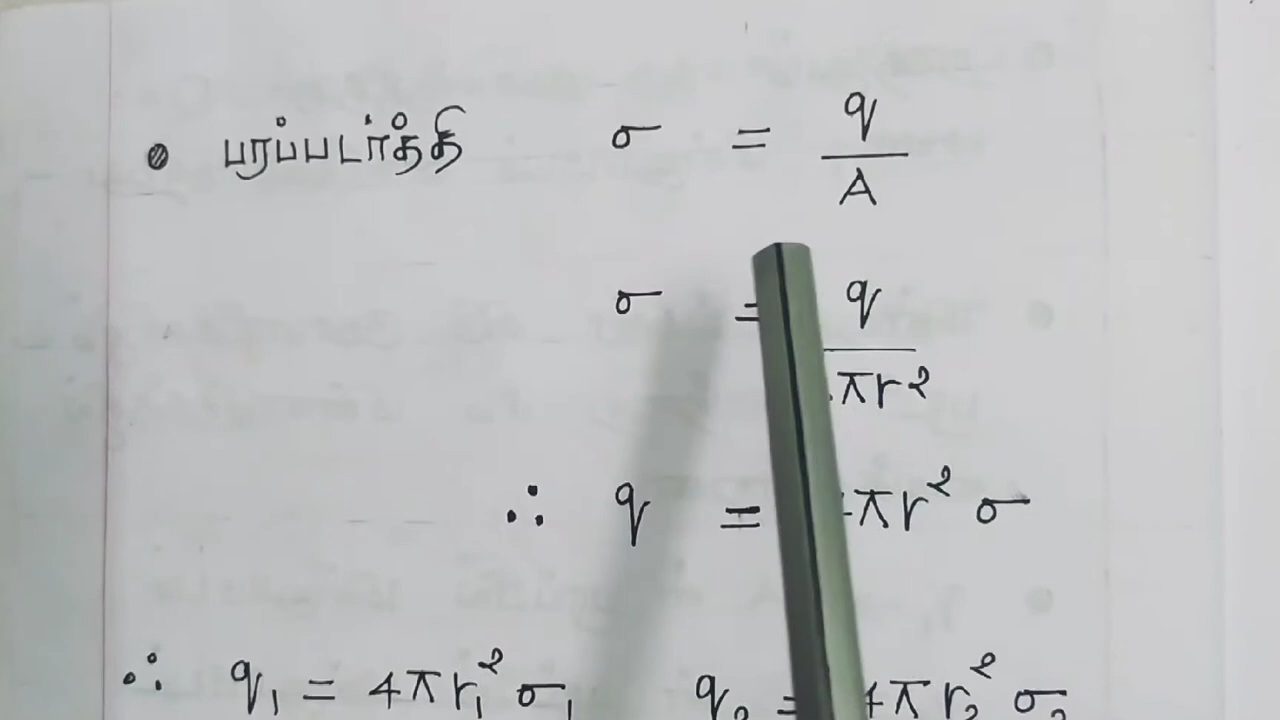 பரப்படர்த்தி σ = q/A
σ = q/πr²
∴ q = πr² σ
∴ q₁ = 4πr₁² σ₁ q₂ = 4πr₂² σ₂